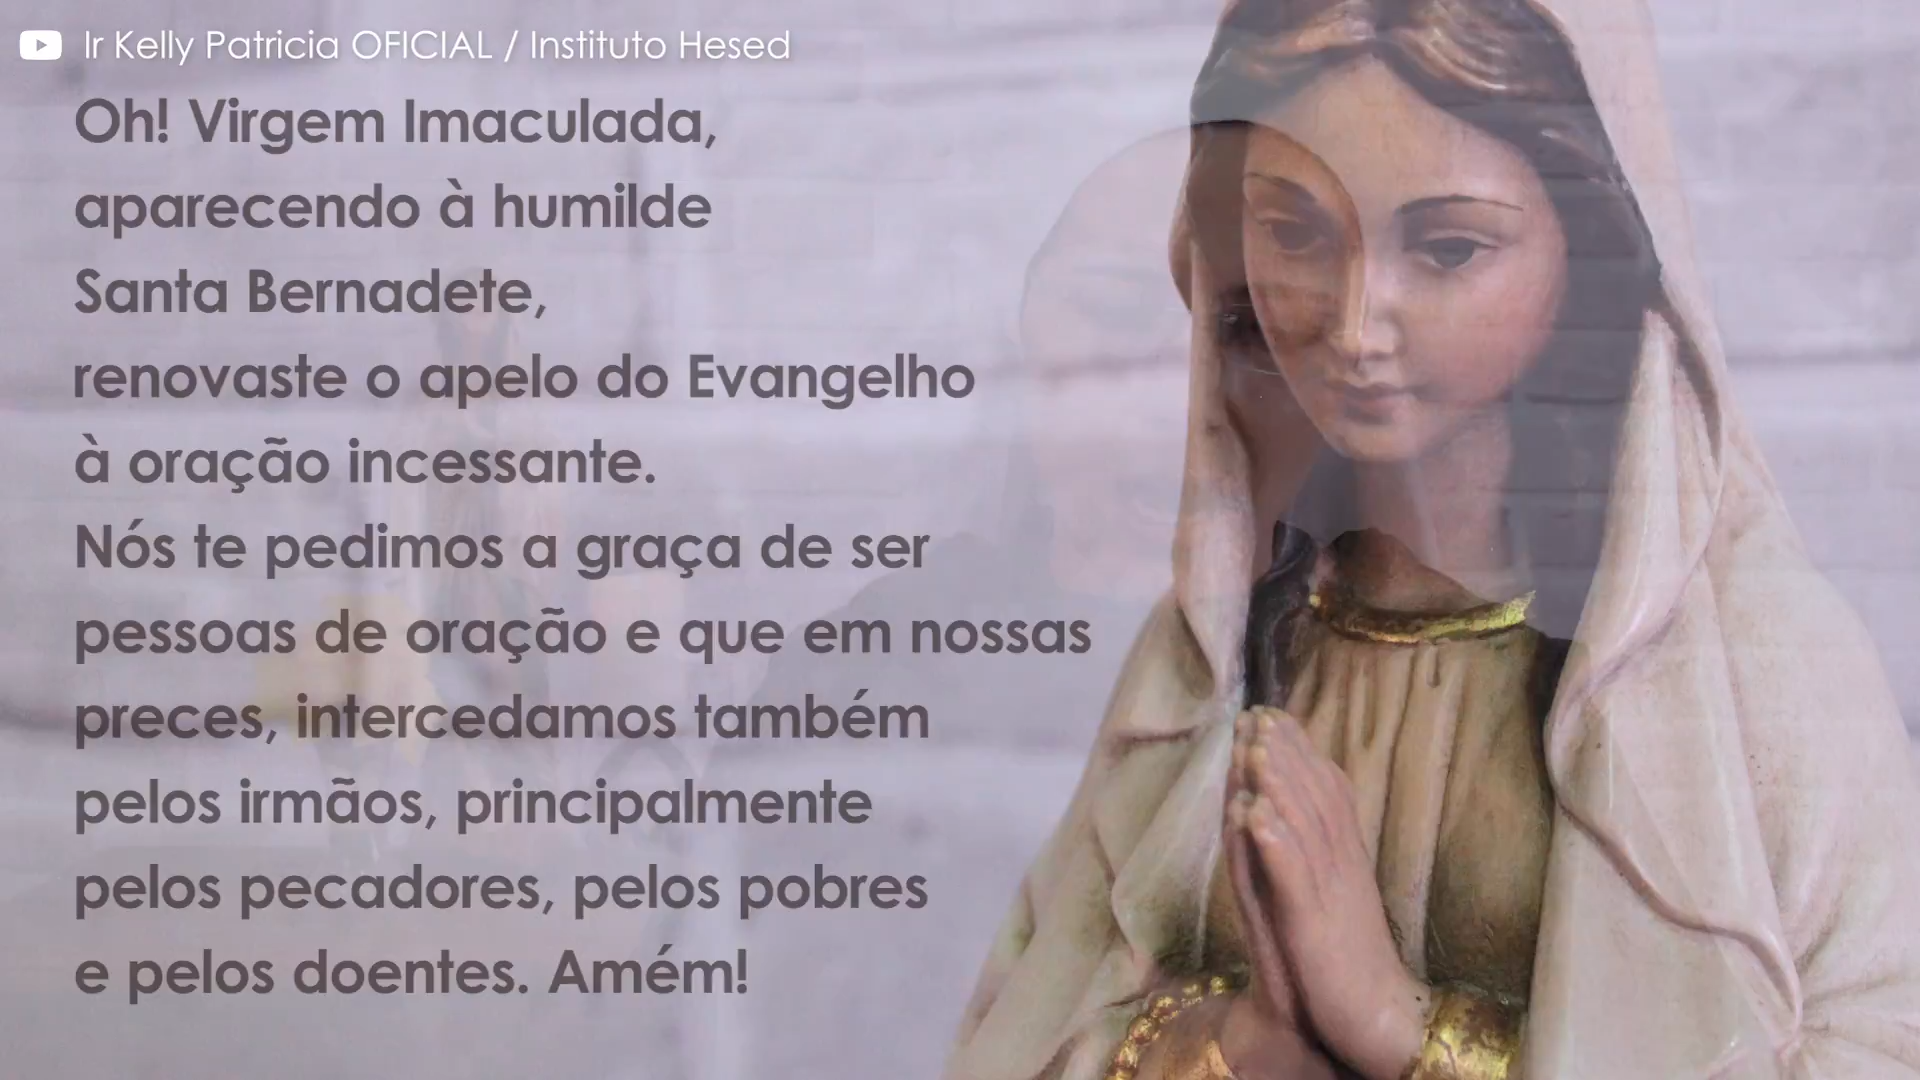 Ir Kelly Patricia OFICIAL / Instituto Hesed
Oh! Virgem Imaculada,
aparecendo à humilde
Santa Bernadete,
renovaste o apelo do Evangelho
à oração incessante.
Nós te pedimos a graça de ser
pessoas de oração e que em nossas
preces, intercedamos também
pelos irmãos, principalmente
pelos pecadores, pelos pobres
e pelos doentes. Amém!